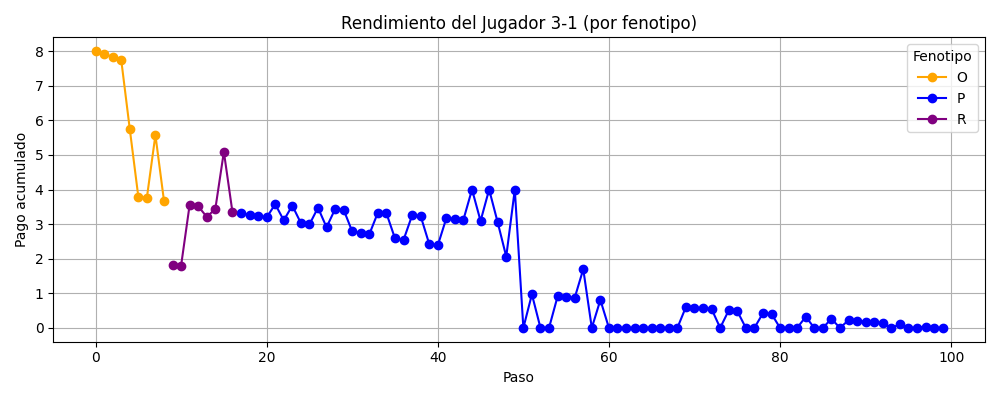 Rendimiento del Jugador 3-1 (por fenotipo)
Pago acumulado
8
7
6
5
4
3
2
1
0
Fenotipo
O
P
R
0 20 40 60 80 100
Paso